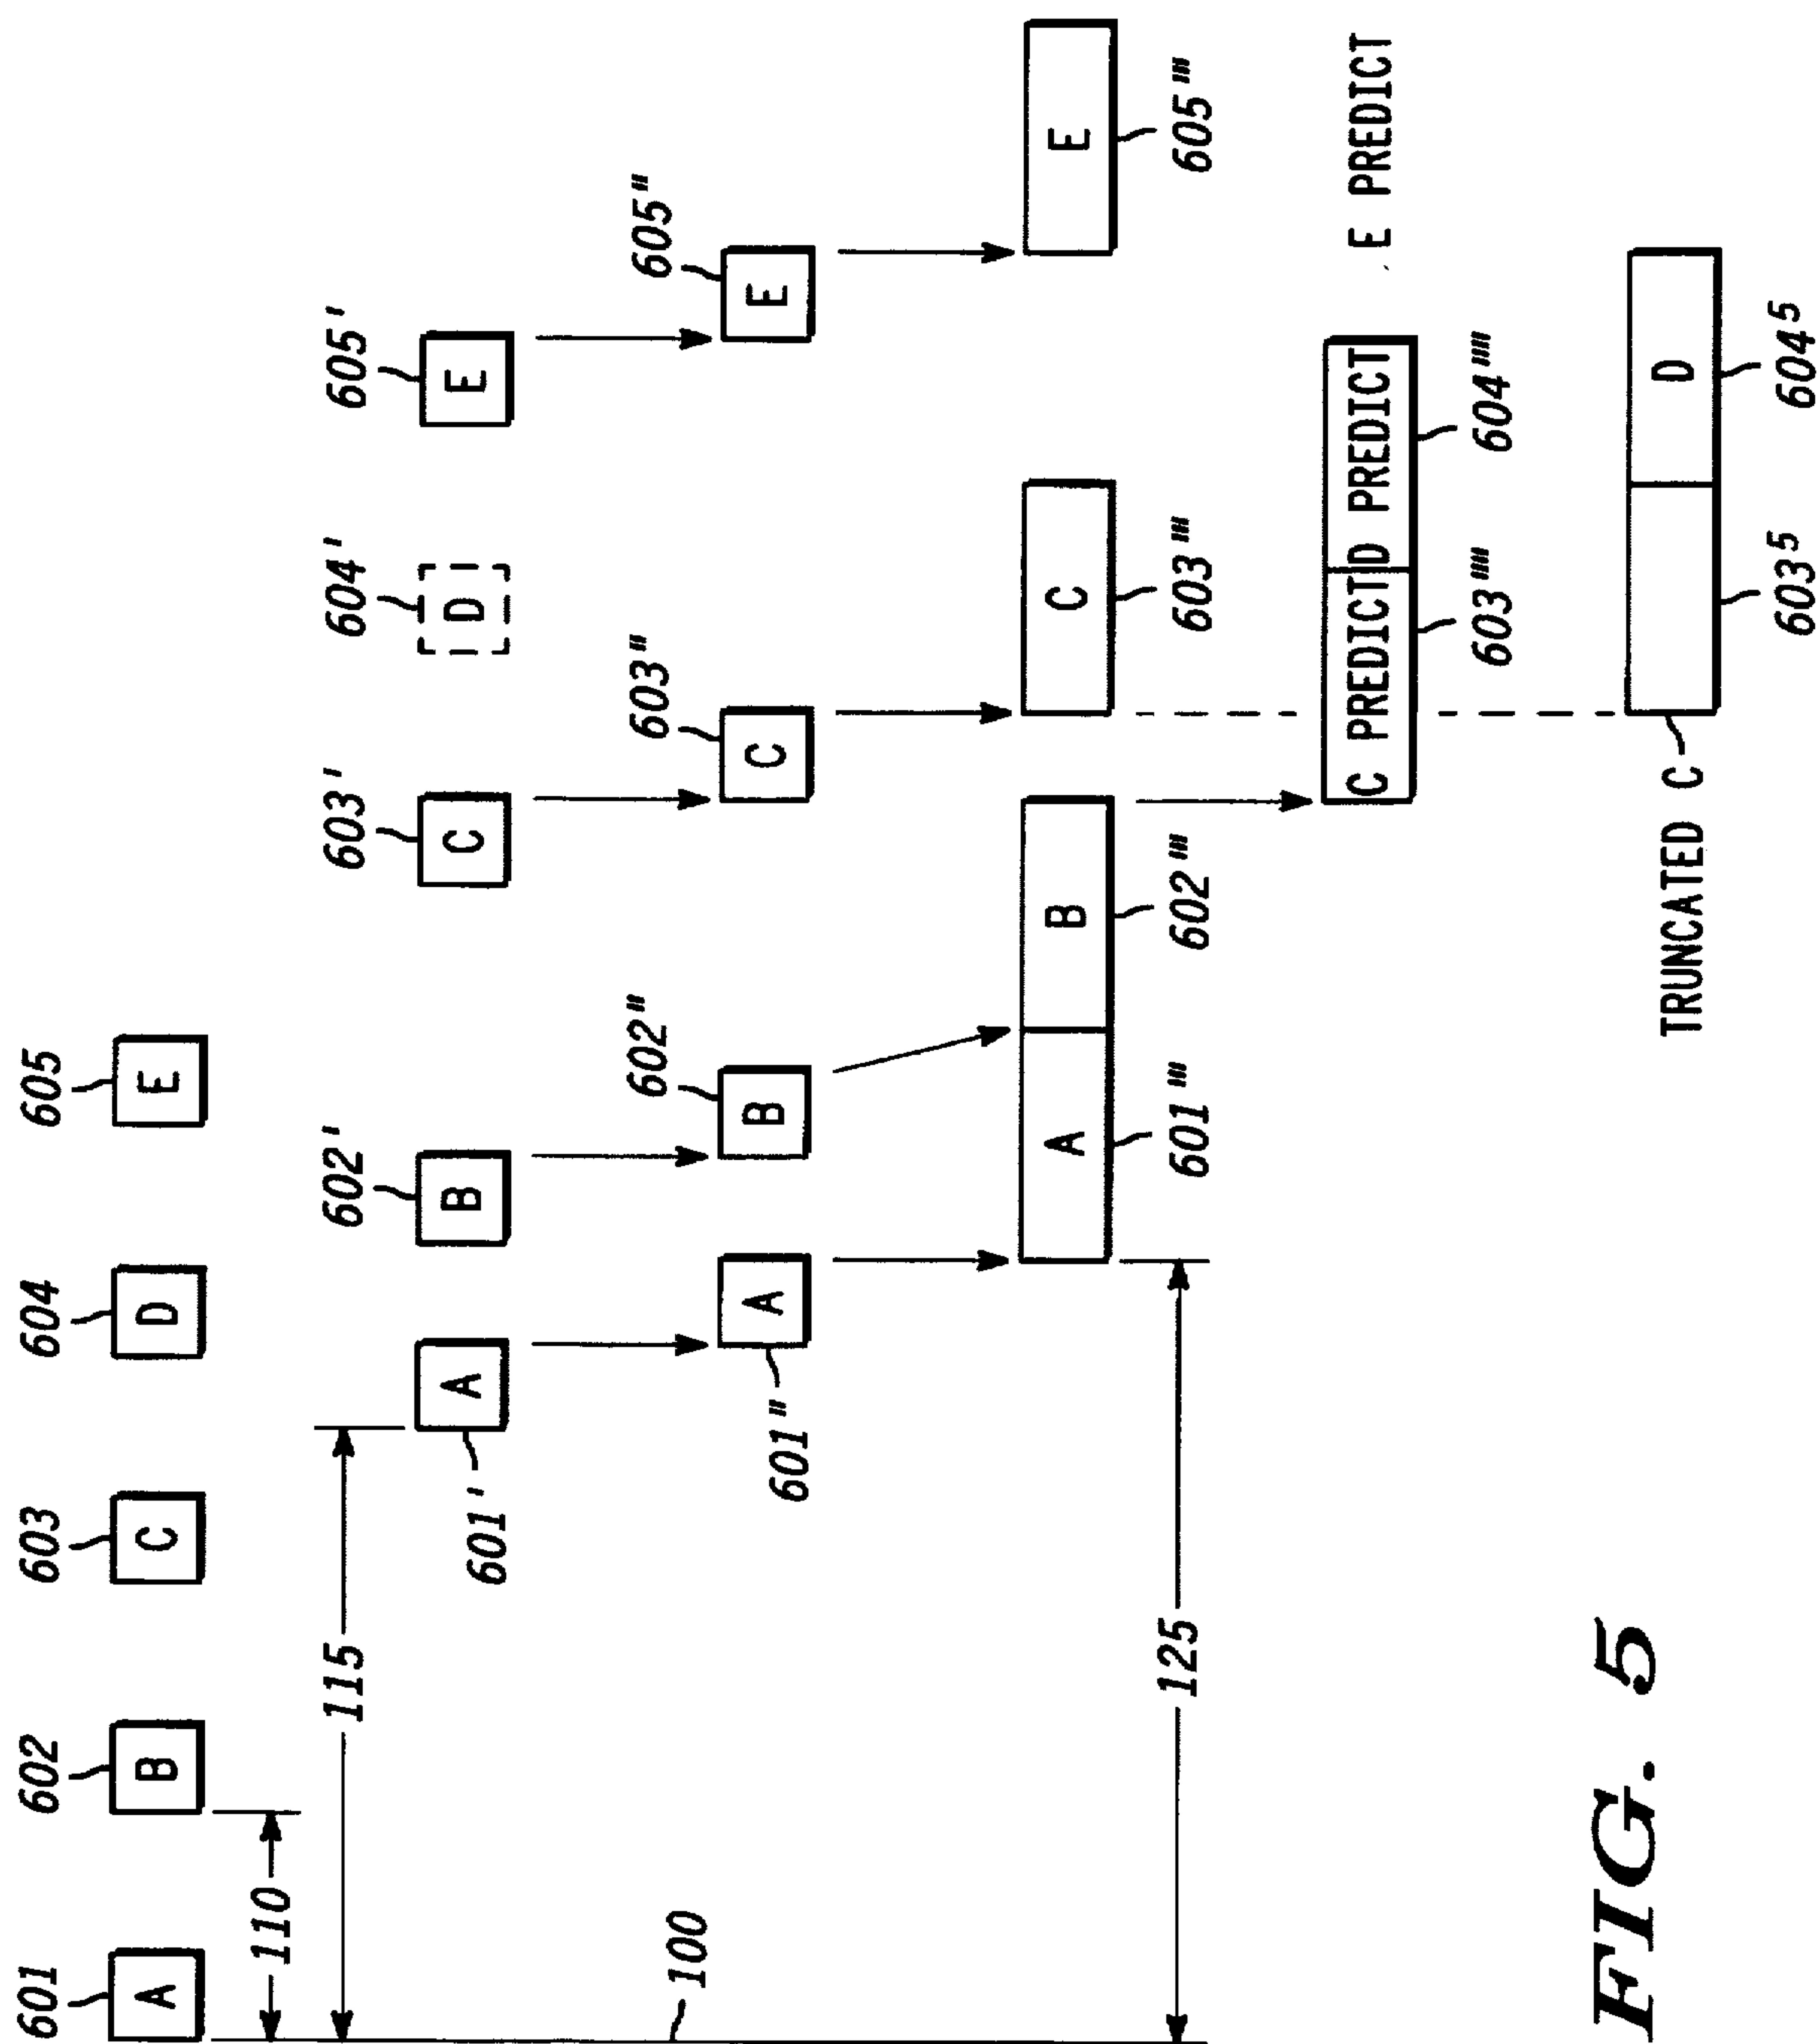 601 602 603 604 605
A B C D E
110
115
602' 603' 604' 605'
A B C D E
601'
602" 603" 605"
A B C E
601"
100
A B C E
601''' 602''' 603''' 605'''
125
C PREDICT D PREDICT E PREDICT
603'''' 604''''
D
TRUNCATED C
603⁵ 604⁵
FIG. 5